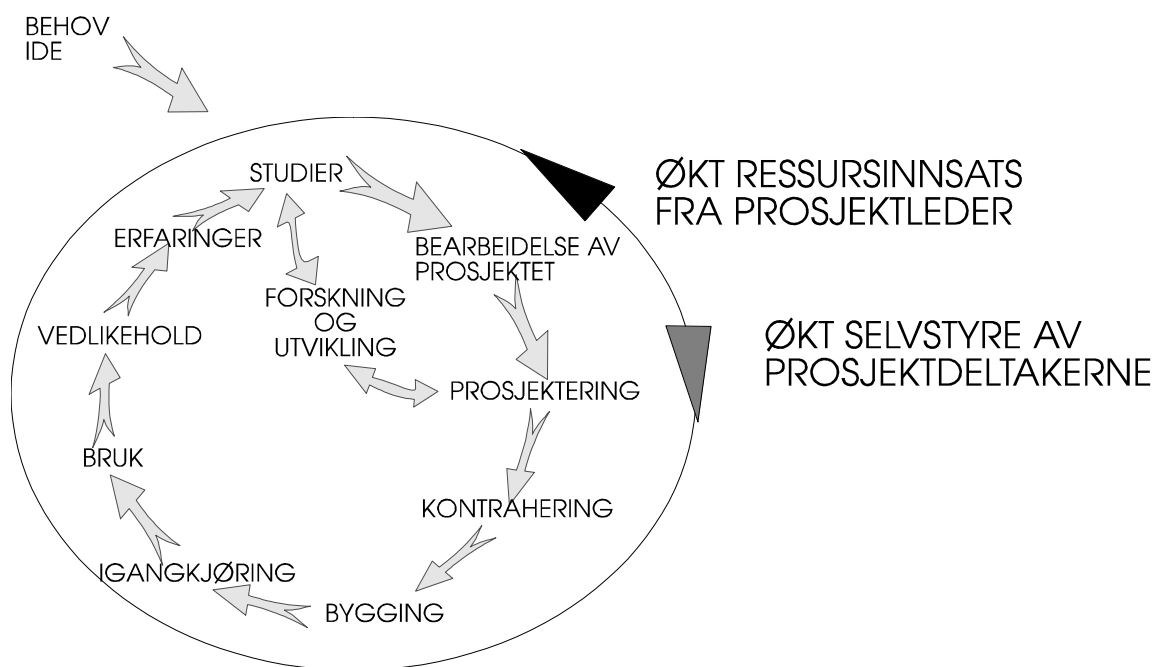 BEHOV
IDE
STUDIER
ØKT RESSURSINNSATS
FRA PROSJEKTLEDER
ERFARINGER
BEARBEIDELSE AV
PROSJEKTET
FORSKNING
OG
UTVIKLING
VEDLIKEHOLD
ØKT SELVSTYRE AV
PROSJEKTDELTAKERNE
PROSJEKTERING
BRUK
KONTRAHERING
IGANGKJØRING
BYGGING